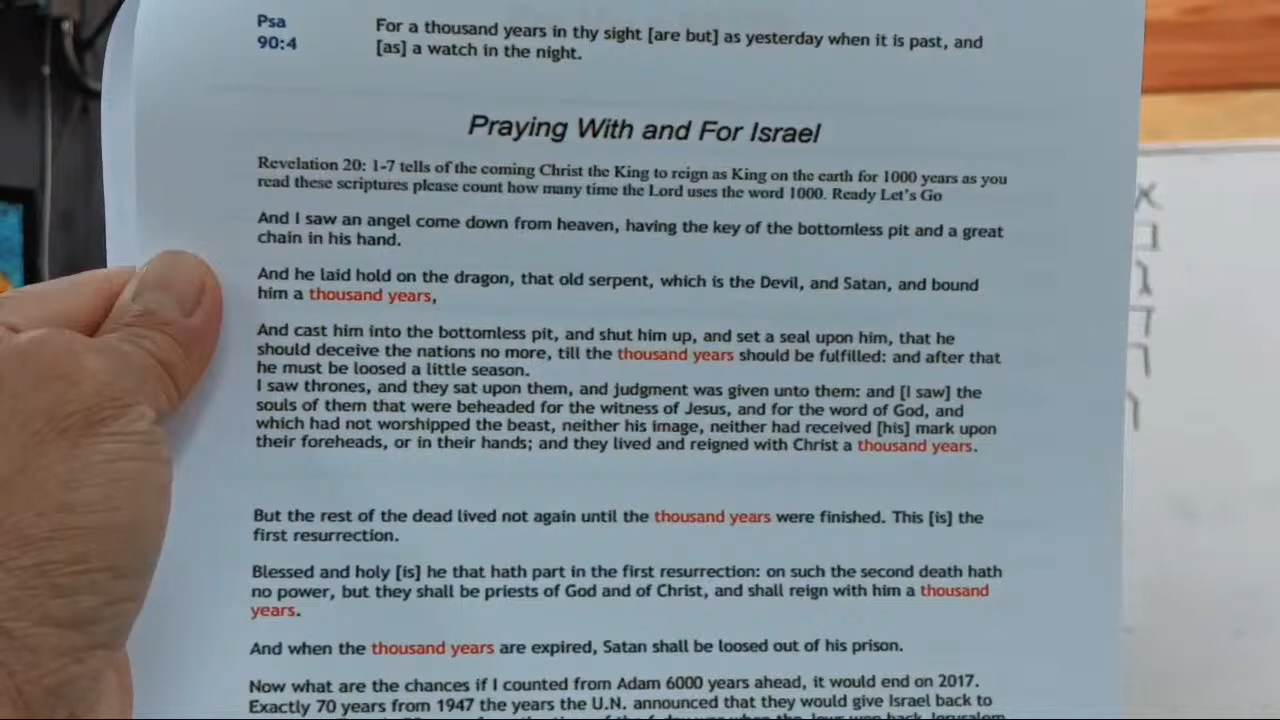 Psa
90:4
For a thousand years in thy sight [are but] as yesterday when it is past, and
[as] a watch in the night.
Praying With and For Israel
Revelation 20: 1-7 tells of the coming Christ the King to reign as King on the earth for 1000 years as you
read these scriptures please count how many time the Lord uses the word 1000. Ready Let's Go
And I saw an angel come down from heaven, having the key of the bottomless pit and a great
chain in his hand.
And he laid hold on the dragon, that old serpent, which is the Devil, and Satan, and bound
him a thousand years,
And cast him into the bottomless pit, and shut him up, and set a seal upon him, that he
should deceive the nations no more, till the thousand years should be fulfilled: and after that
he must be loosed a little season.
I saw thrones, and they sat upon them, and judgment was given unto them: and [I saw] the
souls of them that were beheaded for the witness of Jesus, and for the word of God, and
which had not worshipped the beast, neither his image, neither had received [his] mark upon
their foreheads, or in their hands; and they lived and reigned with Christ a thousand years.
But the rest of the dead lived not again until the thousand years were finished. This [is] the
first resurrection.
Blessed and holy [is] he that hath part in the first resurrection: on such the second death hath
no power, but they shall be priests of God and of Christ, and shall reign with him a thousand
years.
And when the thousand years are expired, Satan shall be loosed out of his prison.
Now what are the chances if I counted from Adam 6000 years ahead, it would end on 2017.
Exactly 70 years from 1947 the years the U.N. announced that they would give Israel back to
א
ב
ג